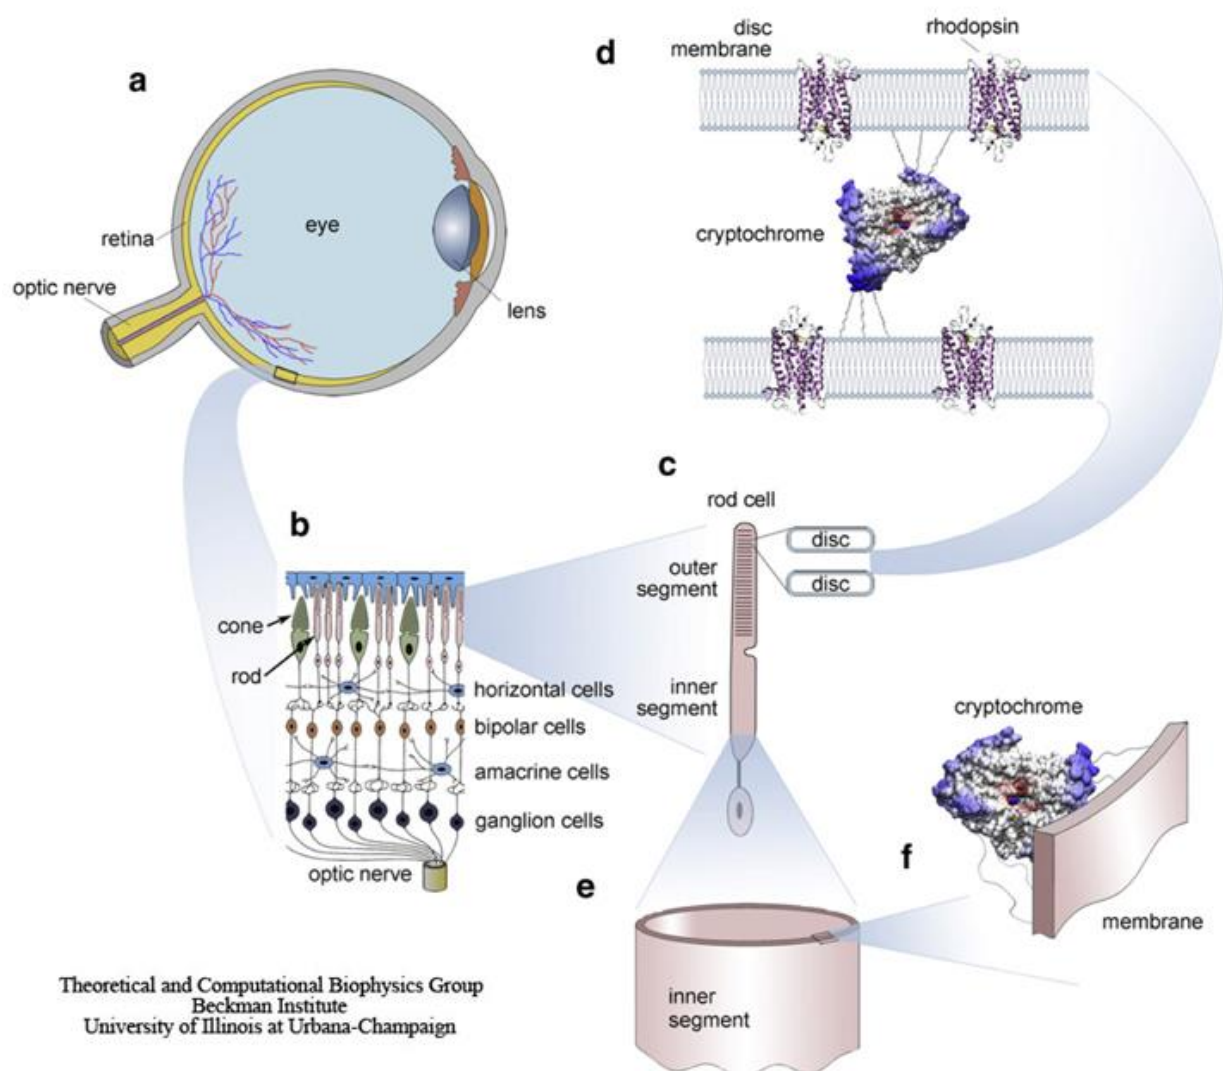 a
retina
optic nerve
eye
lens
b
cone
rod
horizontal cells
bipolar cells
amacrine cells
ganglion cells
optic nerve
c
rod cell
outer
segment
disc
disc
inner
segment
d
disc
membrane
rhodopsin
cryptochrome
e
inner
segment
f
cryptochrome
membrane
Theoretical and Computational Biophysics Group
Beckman Institute
University of Illinois at Urbana-Champaign